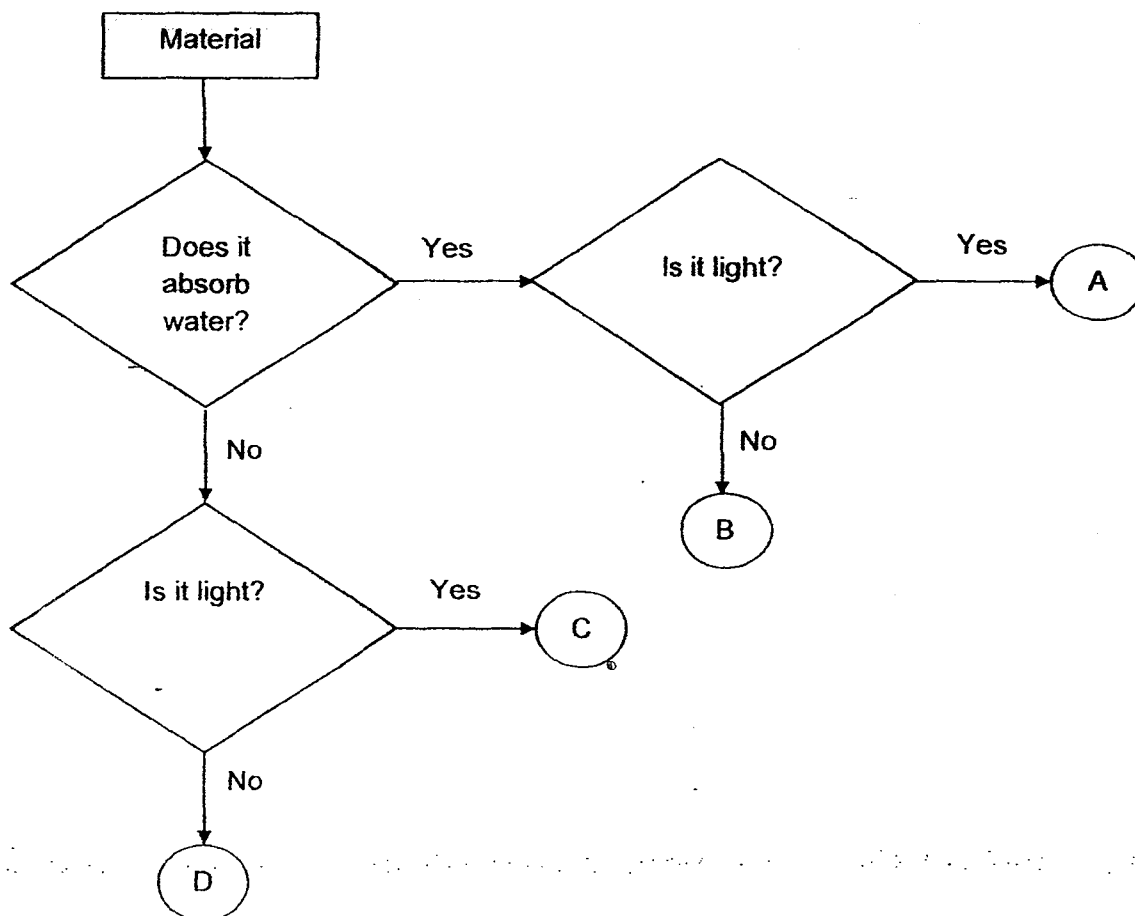 Material
Does it
absorb
water?
Yes
Is it light?
Yes
A
No
B
No
Is it light?
Yes
C
No
D